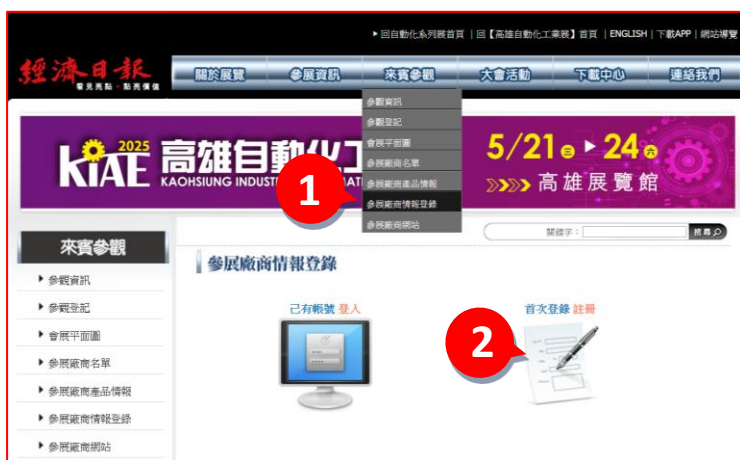 ▶ 回自動化系列展首頁 | 回【高雄自動化工業展】首頁 | ENGLISH | 下載APP | 網站導覽
經濟日報
看見亮點·點亮價值
關於展覽 參展資訊 來賓參觀 大會活動 下載中心 連絡我們
參觀資訊
參觀登記
會展平面圖
參展廠商名單
參展廠商產品情報
參展廠商情報登錄
參展廠商網站
2025
KIAE 高雄自動化工
KAOHSIUNG INDUST
5/21 三 ▶ 24 六
高雄展覽館
1
關鍵字：
搜尋
來賓參觀
▶ 參觀資訊
▶ 參觀登記
▶ 會展平面圖
▶ 參展廠商名單
▶ 參展廠商產品情報
▶ 參展廠商情報登錄
▶ 參展廠商網站
參展廠商情報登錄
已有帳號 登入
首次登錄 註冊
2